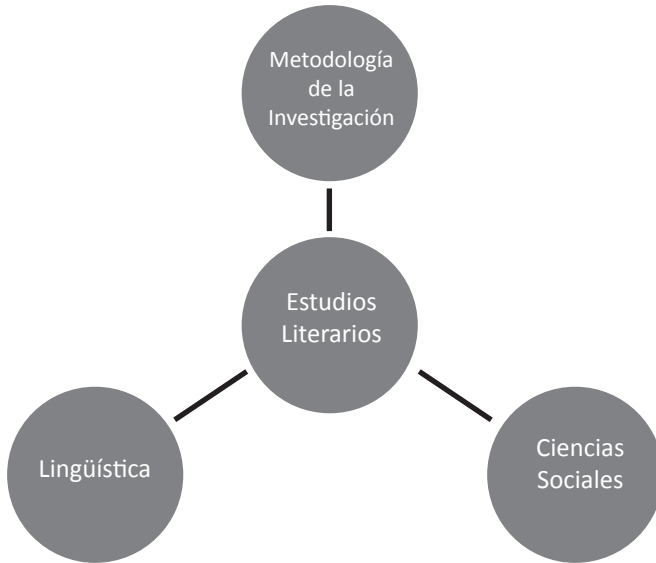 Metodología
de la
Investigación
Estudios
Literarios
Lingüística
Ciencias
Sociales